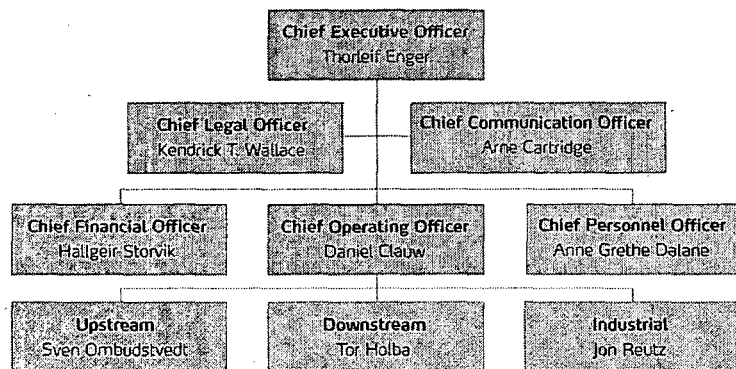 Chief Executive Officer
Thorleif Enger
Chief Legal Officer
Kendrick T. Wallace
Chief Communication Officer
Arne Cartridge
Chief Financial Officer
Hallgeir Storvik
Chief Operating Officer
Daniel Clauw
Chief Personnel Officer
Anne Grethe Dalane
Upstream
Sven Ombudstvedt
Downstream
Tor Holba
Industrial
Jon Reutz